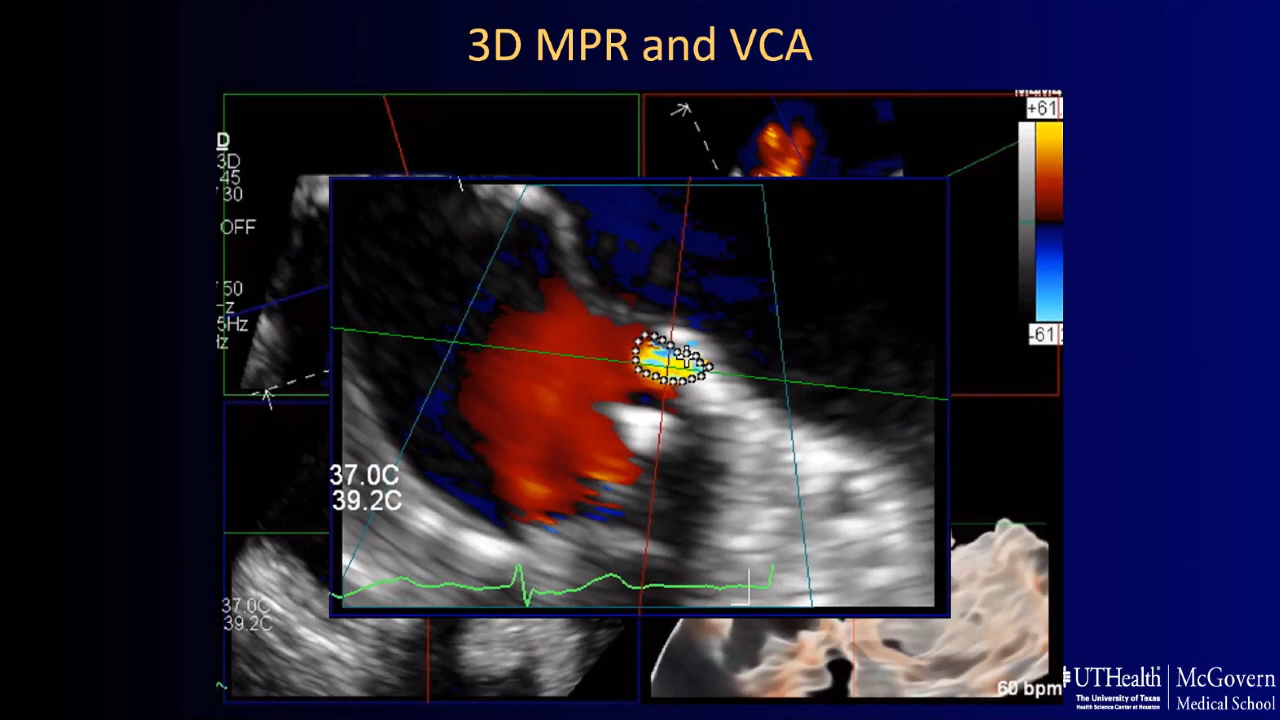 3D MPR and VCA
+61
D
3D
45
30
OFF
50
z
5Hz
-61
37.0C
39.2C
37.0C
39.2C
60 bpm
UTHealth
The University of Texas
Health Science Center at Houston
McGovern
Medical School